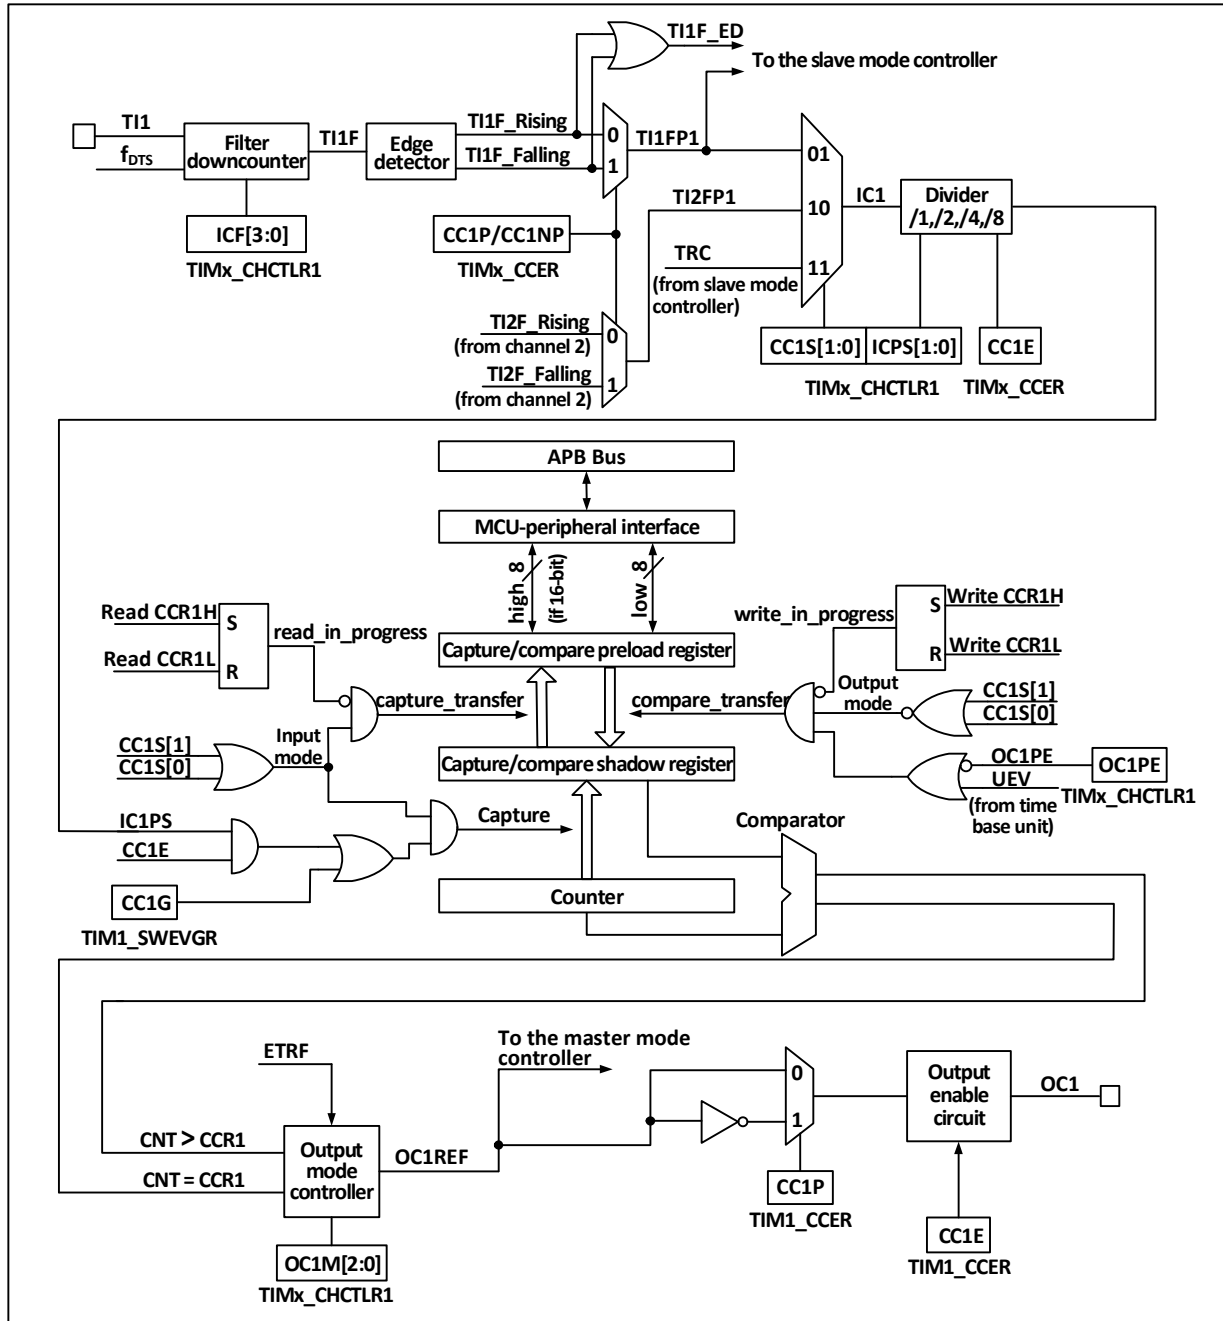 TI1F_ED
To the slave mode controller
TI1
fDTS
Filter
downcounter
TI1F
Edge
detector
TI1F_Rising
TI1F_Falling
0
1
TI1FP1
01
10
11
TI2FP1
TRC
(from slave mode
controller)
IC1
Divider
/1,/2,/4,/8
ICF[3:0]
TIMx_CHCTLR1
CC1P/CC1NP
TIMx_CCER
TI2F_Rising
(from channel 2)
TI2F_Falling
(from channel 2)
0
1
CC1S[1:0]
ICPS[1:0]
CC1E
TIMx_CHCTLR1
TIMx_CCER
APB Bus
MCU-peripheral interface
high
8
(if 16-bit)
low
8
Read CCR1H
Read CCR1L
S
R
read_in_progress
write_in_progress
S
R
Write CCR1H
Write CCR1L
Capture/compare preload register
capture_transfer
compare_transfer
Output
mode
CC1S[1]
CC1S[0]
CC1S[1]
CC1S[0]
Input
mode
Capture/compare shadow register
OC1PE
UEV
(from time
base unit)
OC1PE
TIMx_CHCTLR1
IC1PS
CC1E
CC1G
TIM1_SWEVGR
Capture
Comparator
Counter
ETRF
To the master mode
controller
CNT > CCR1
CNT = CCR1
Output
mode
controller
OC1REF
0
1
Output
enable
circuit
OC1
CC1P
TIM1_CCER
CC1E
TIM1_CCER
OC1M[2:0]
TIMx_CHCTLR1